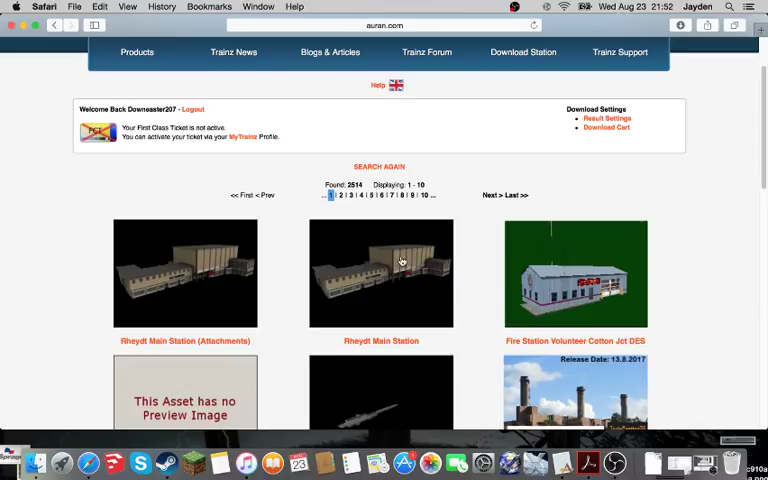 Safari File Edit View History Bookmarks Window Help Wed Aug 23 21:52 Jayden
auran.com
Products Trainz News Blogs & Articles Trainz Forum Download Station Trainz Support
Help
Welcome Back Downeaster207 - Logout
Your First Class Ticket is not active.
You can activate your ticket via your MyTrainz Profile.
Download Settings
Result Settings
Download Cart
SEARCH AGAIN
Found: 2514 Displaying: 1 - 10
<< First < Prev ... 1 | 2 | 3 | 4 | 5 | 6 | 7 | 8 | 9 | 10 ... Next > Last >>
Rheydt Main Station (Attachments)
Rheydt Main Station
Fire Station Volunteer Cotton Jct DES
This Asset has no
Preview Image
Release Date: 13.8.2017